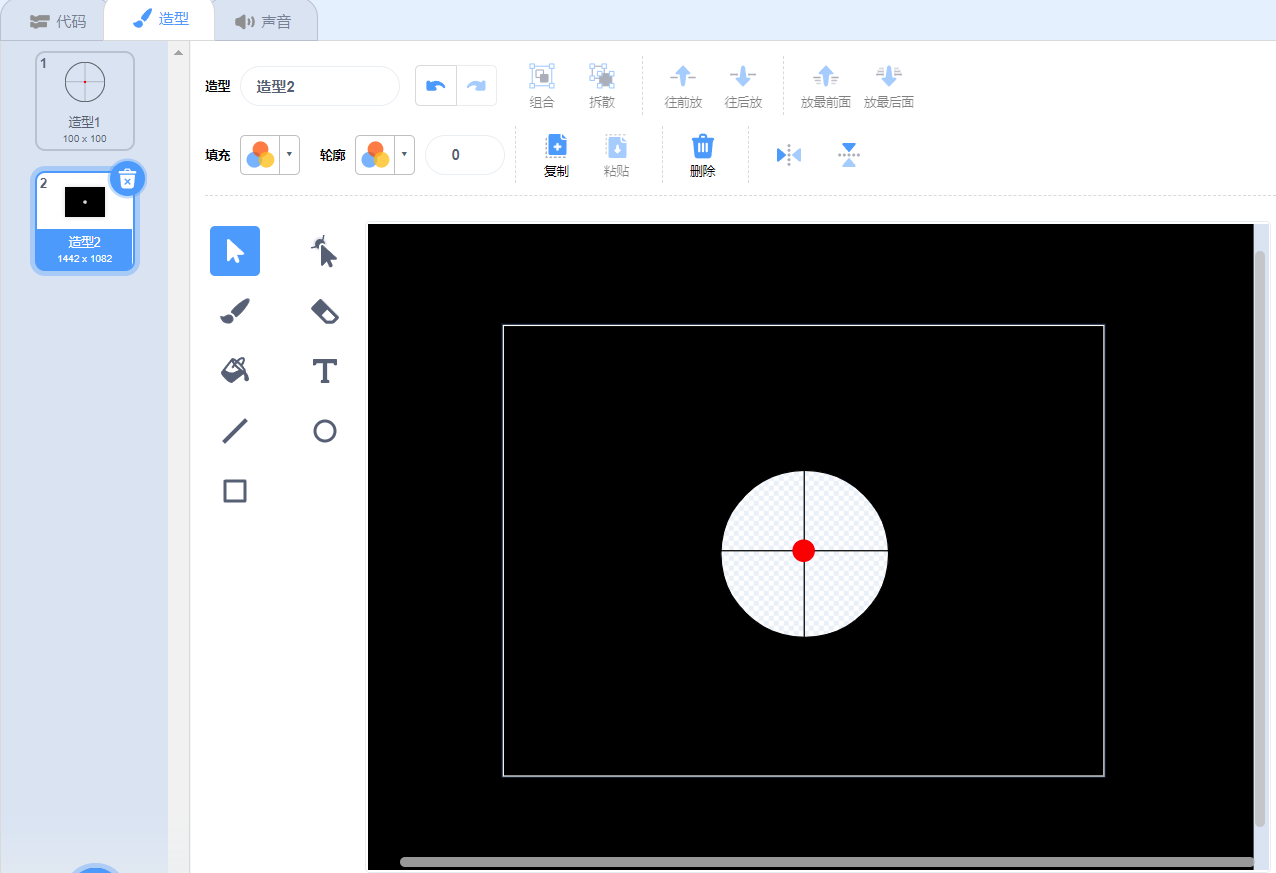 代码 造型 声音
1
造型1
100 x 100
2
造型2
1442 x 1082
造型 造型2 组合 拆散 往前放 往后放 放最前面 放最后面
填充 轮廓 0 复制 粘贴 删除